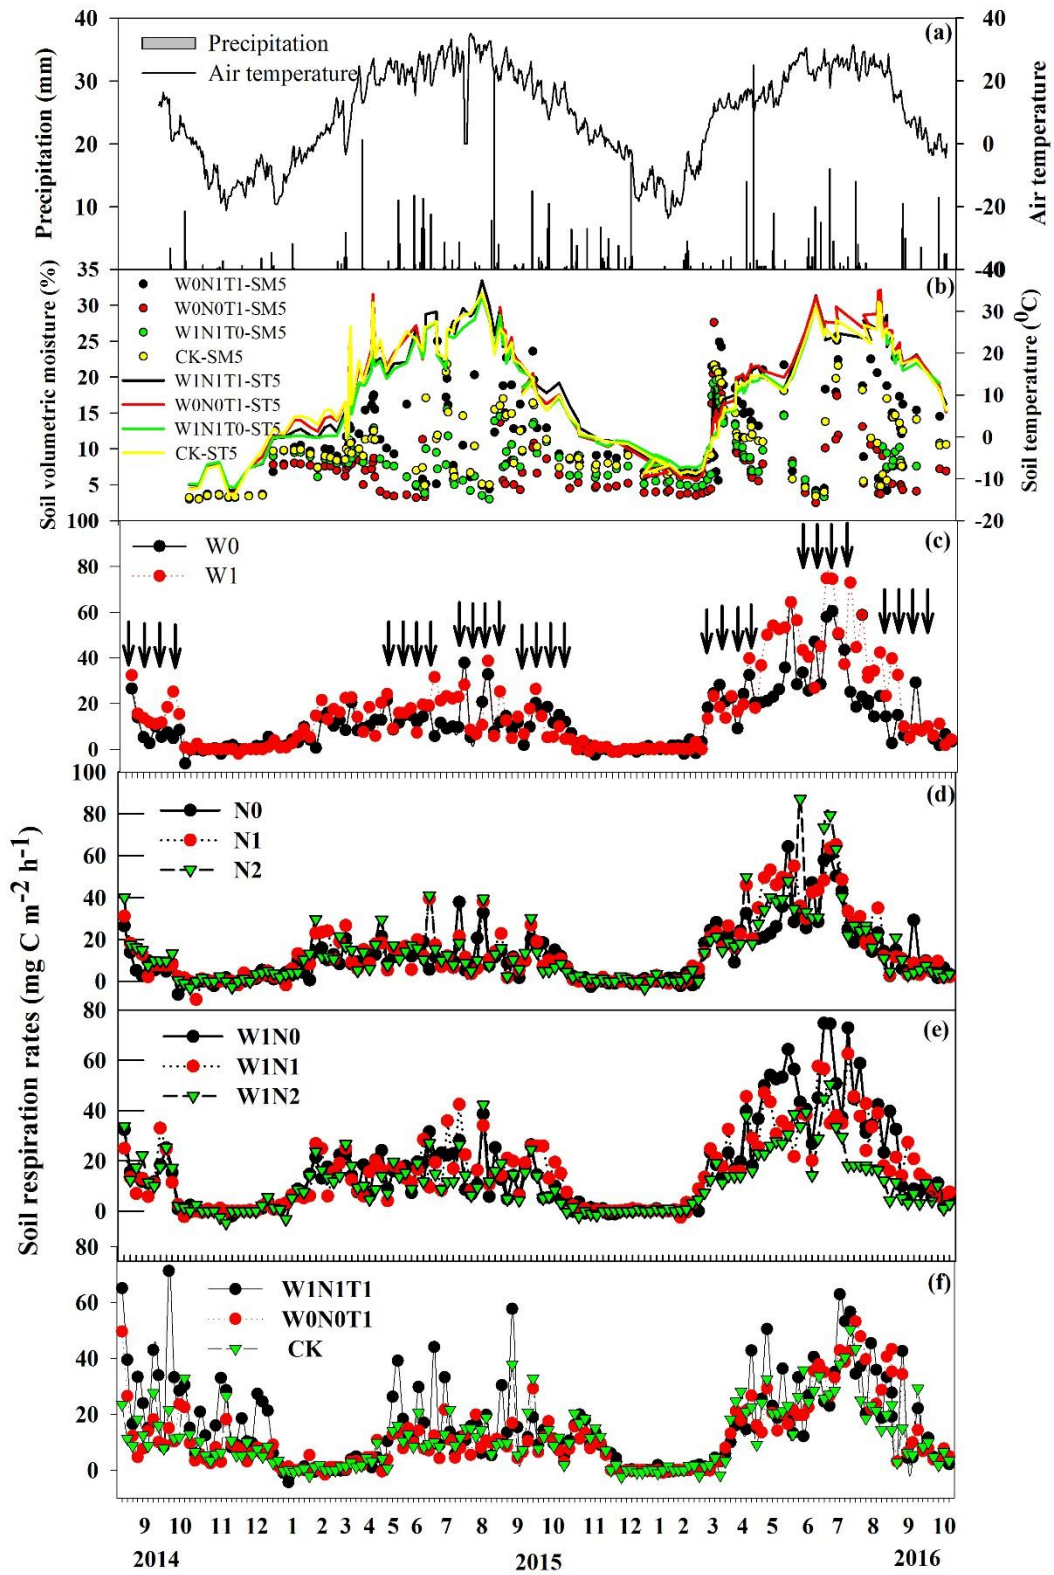 40
30
20
10
Precipitation (mm)
Precipitation
Air temperature
(a)
40
20
0
-20
-40
Air temperature
35
30
25
20
15
10
5
Soil volumetric moisture (%)
W0N1T1-SM5
W0N0T1-SM5
W1N1T0-SM5
CK-SM5
W1N1T1-ST5
W0N0T1-ST5
W1N1T0-ST5
CK-ST5
(b)
40
30
20
10
0
-10
-20
Soil temperature (⁰C)
100
80
60
40
20
0
W0
W1
(c)
100
80
60
40
20
0
N0
N1
N2
(d)
Soil respiration rates (mg C m⁻² h⁻¹)
80
60
40
20
0
W1N0
W1N1
W1N2
(e)
80
60
40
20
0
W1N1T1
W0N0T1
CK
(f)
9 10 11 12 1 2 3 4 5 6 7 8 9 10 11 12 1 2 3 4 5 6 7 8 9 10
2014 2015 2016